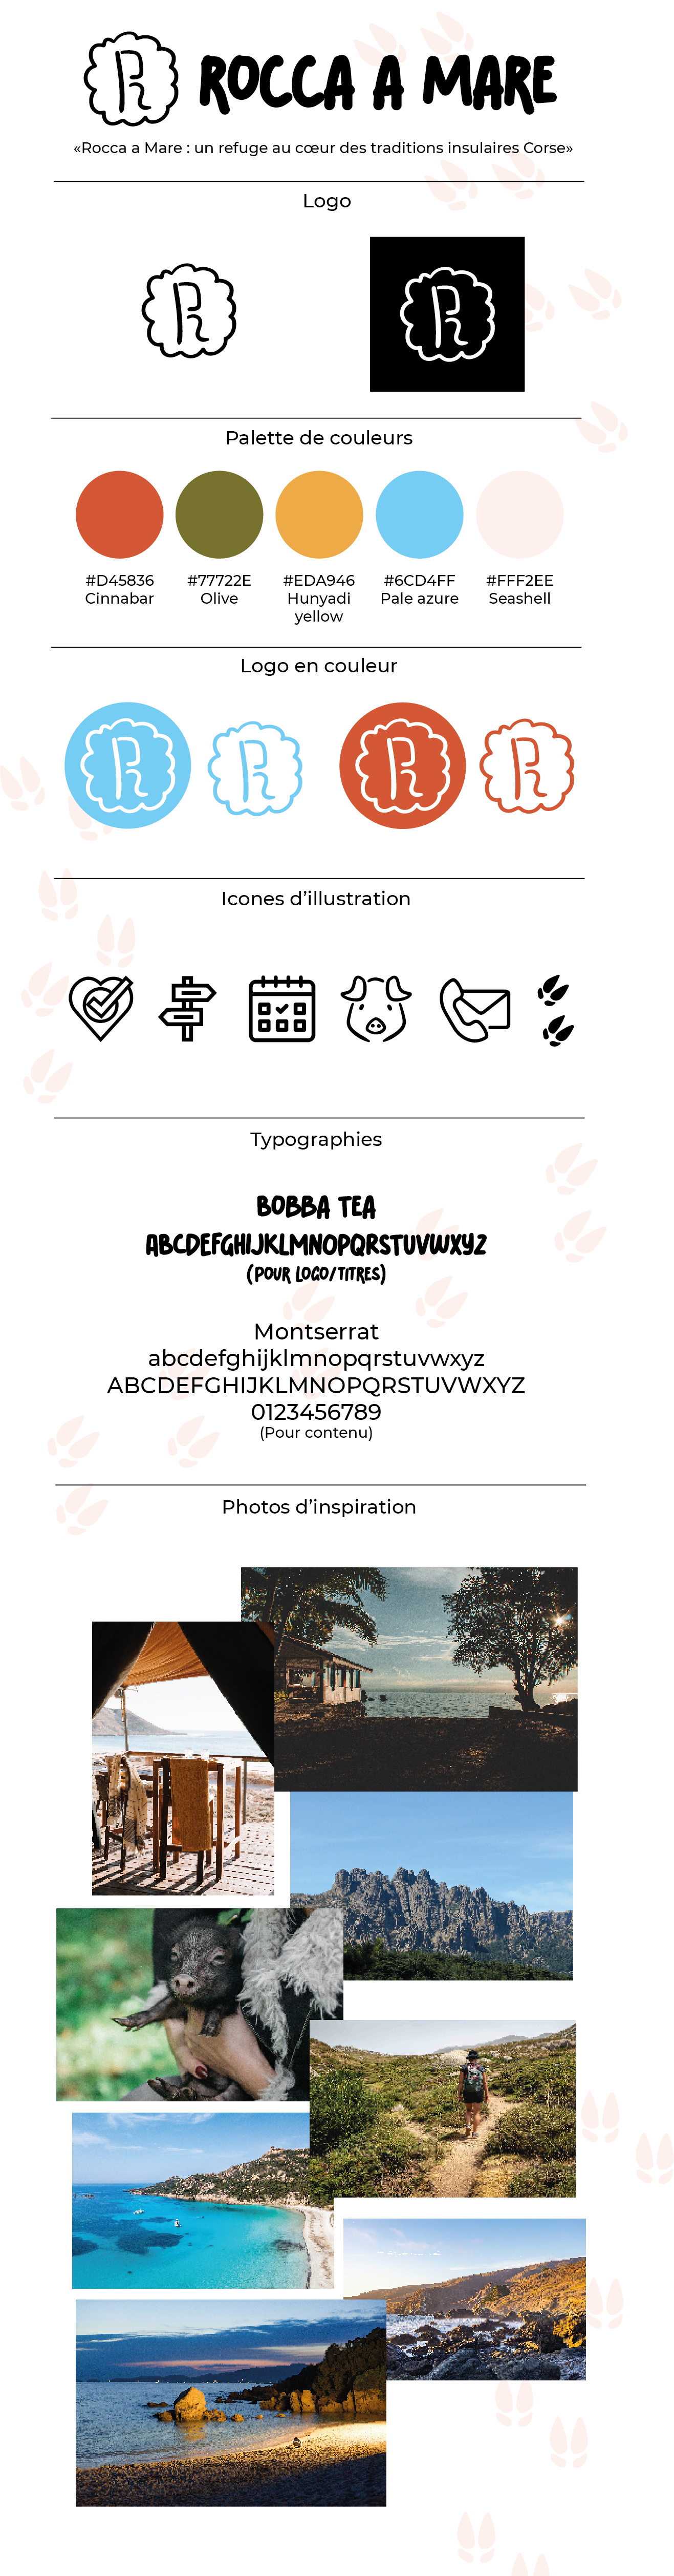 R ROCCA A MARE
«Rocca a Mare : un refuge au cœur des traditions insulaires Corse»
Logo
R R
Palette de couleurs
#D45836 #77722E #EDA946 #6CD4FF #FFF2EE
Cinnabar Olive Hunyadi Pale azure Seashell
yellow
Logo en couleur
R R R R
Icones d’illustration
Typographies
BOBBA TEA
ABCDEFGHIJKLMNOPQRSTUVWXYZ
(POUR LOGO/TITRES)
Montserrat
abcdefghijklmnopqrstuvwxyz
ABCDEFGHIJKLMNOPQRSTUVWXYZ
0123456789
(Pour contenu)
Photos d’inspiration